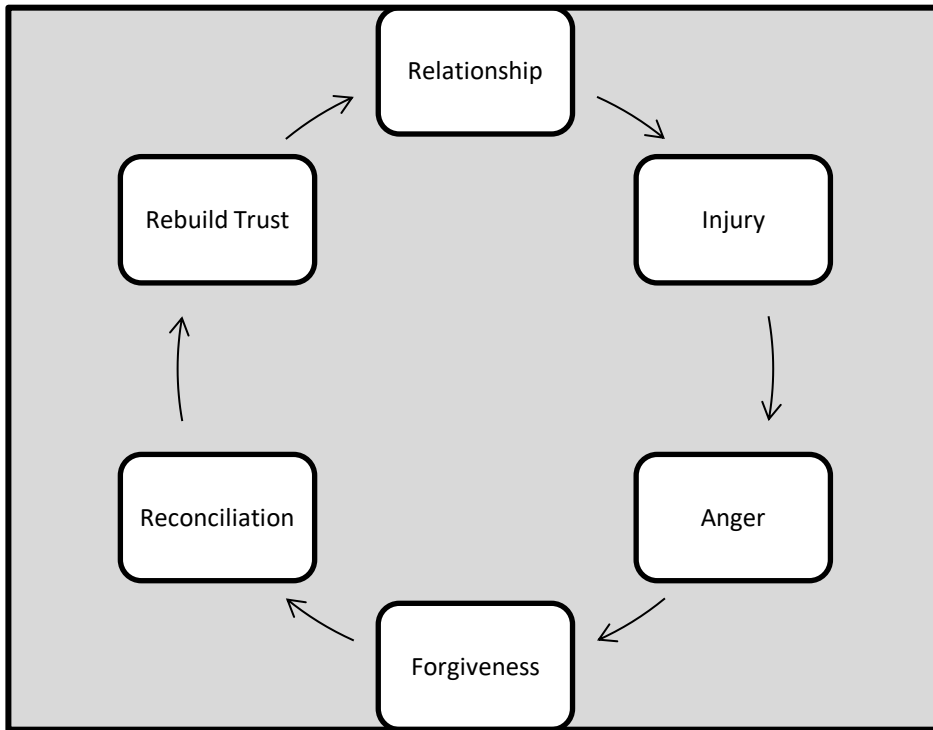 Relationship
Injury
Anger
Forgiveness
Reconciliation
Rebuild Trust